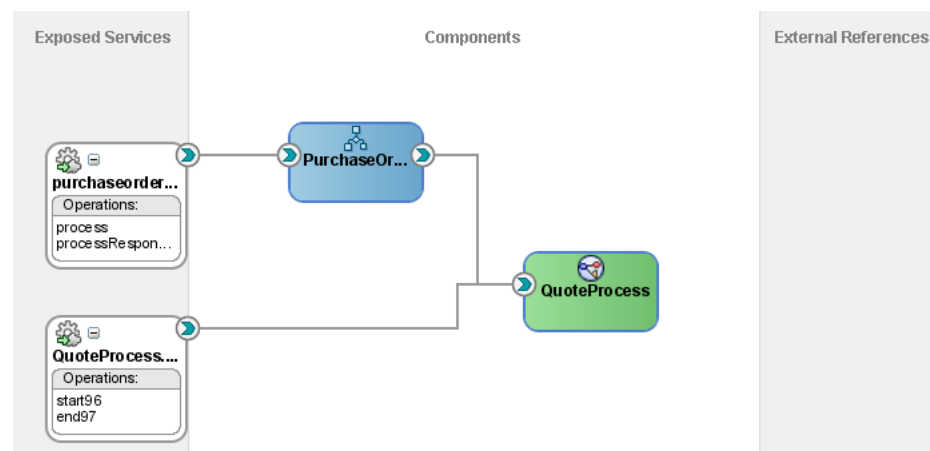 Exposed Services
Components
External References
purchaseorder...
Operations:
process
processRespon...
PurchaseOr...
QuoteProcess
QuoteProcess....
Operations:
start96
end97